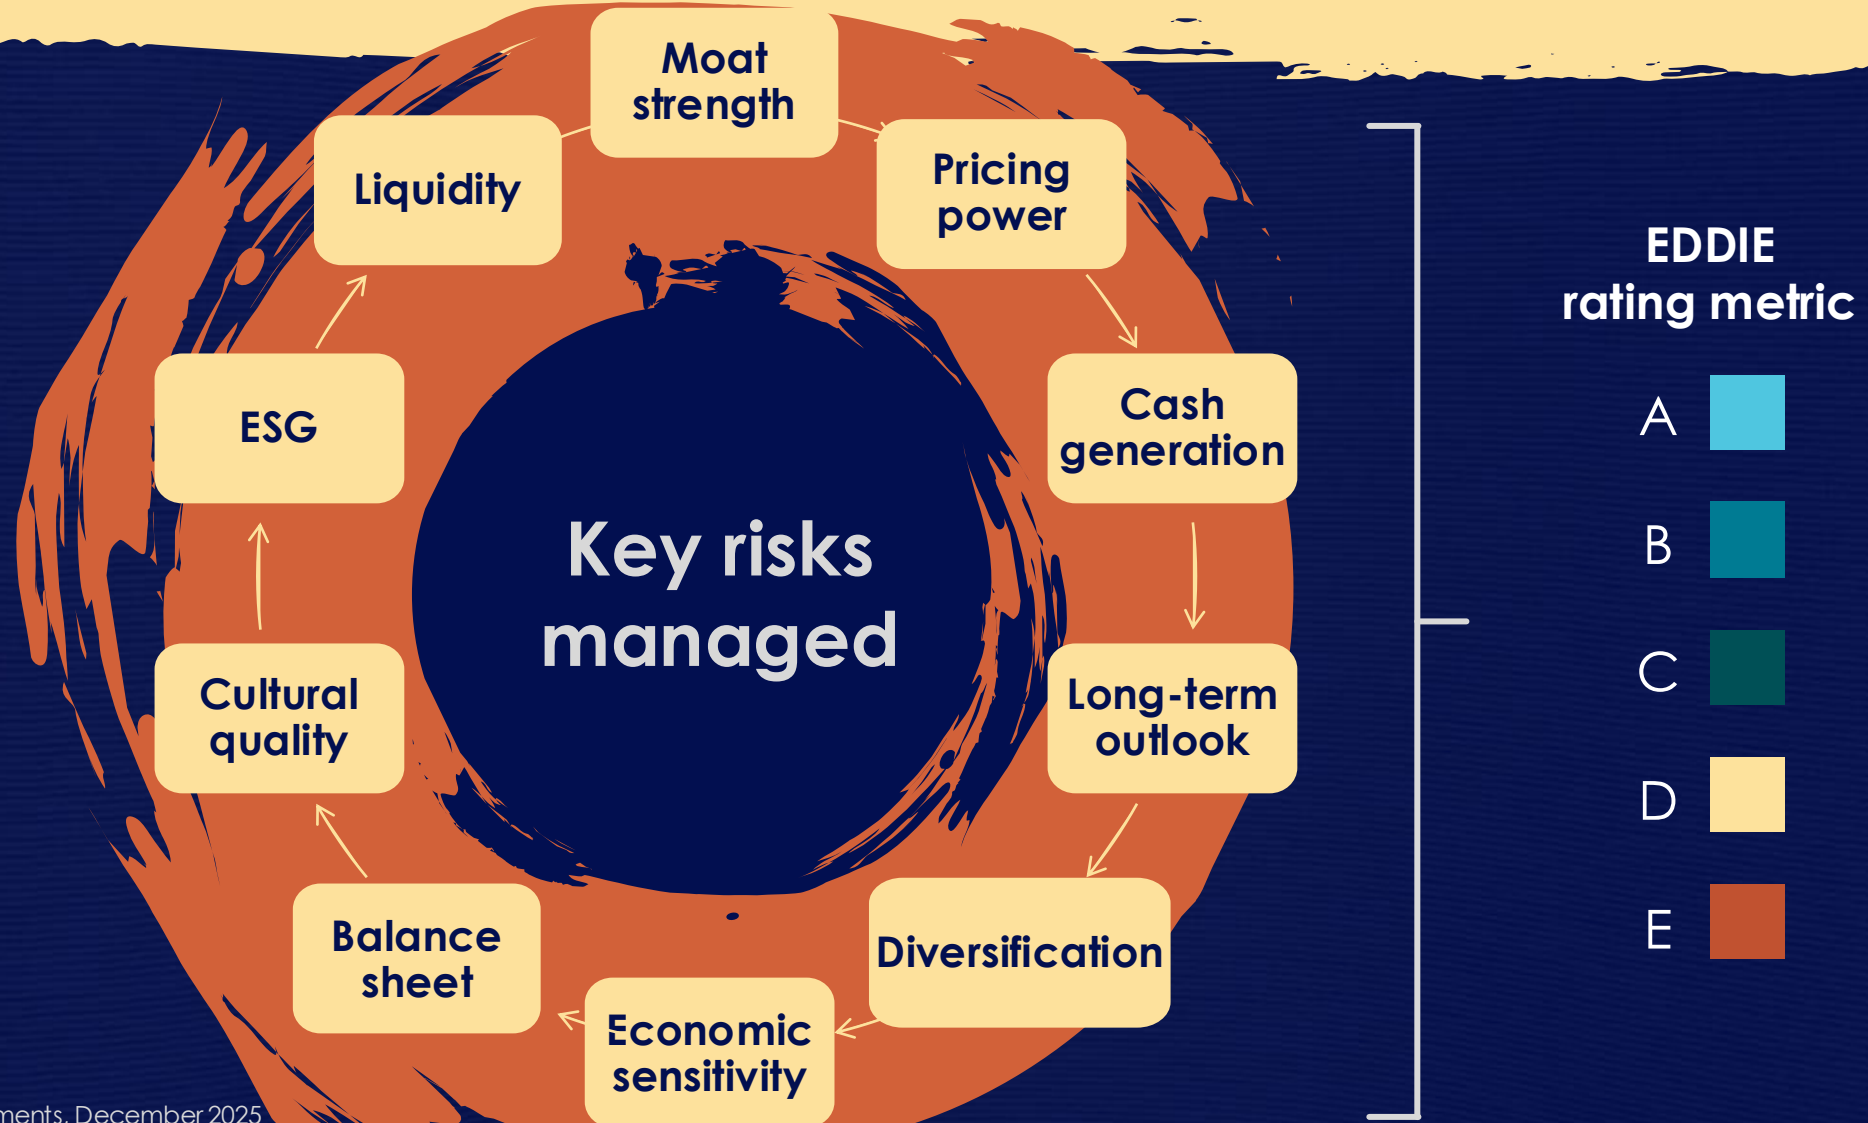 Moat
strength
Pricing
power
Cash
generation
Long-term
outlook
Diversification
Economic
sensitivity
Balance
sheet
Cultural
quality
ESG
Liquidity
Key risks
managed
EDDIE
rating metric
A
B
C
D
E
December 2025